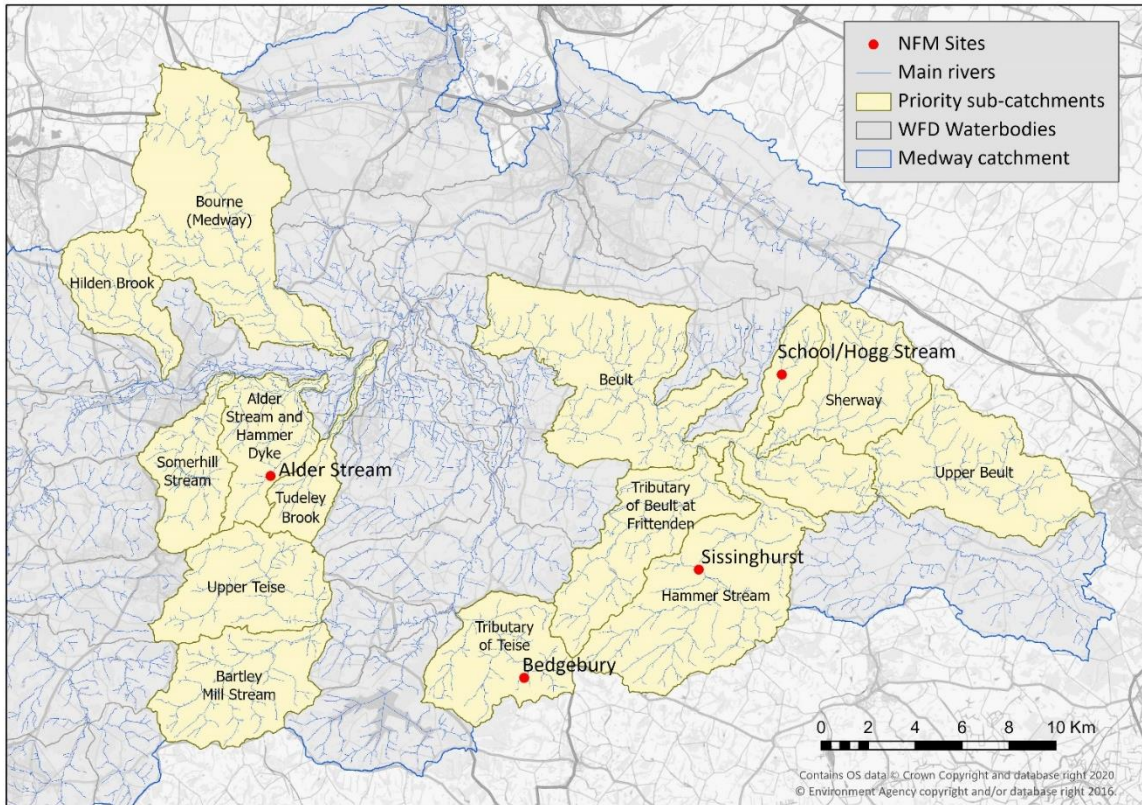 NFM Sites
Main rivers
Priority sub-catchments
WFD Waterbodies
Medway catchment
Bourne
(Medway)
Hilden Brook
Alder
Stream and
Hammer
Dyke
Somerhill
Stream
Alder Stream
Tudeley
Brook
Upper Teise
Bartley
Mill Stream
Beult
School/Hogg Stream
Sherway
Upper Beult
Tributary
of Beult at
Frittenden
Sissinghurst
Hammer Stream
Tributary
of Teise
Bedgebury
0 2 4 6 8 10 Km
Contains OS data © Crown Copyright and database right 2020
© Environment Agency copyright and/or database right 2016.